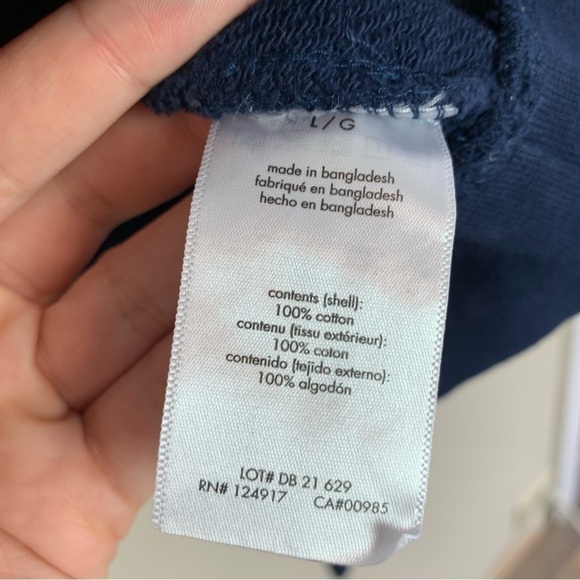 L/G
made in bangladesh
fabriqué en bangladesh
hecho en bangladesh
contents (shell):
100% cotton
contenu (tissu extérieur):
100% coton
contenido (tejido externo):
100% algodón
LOT# DB 21 629
RN# 124917 CA#00985